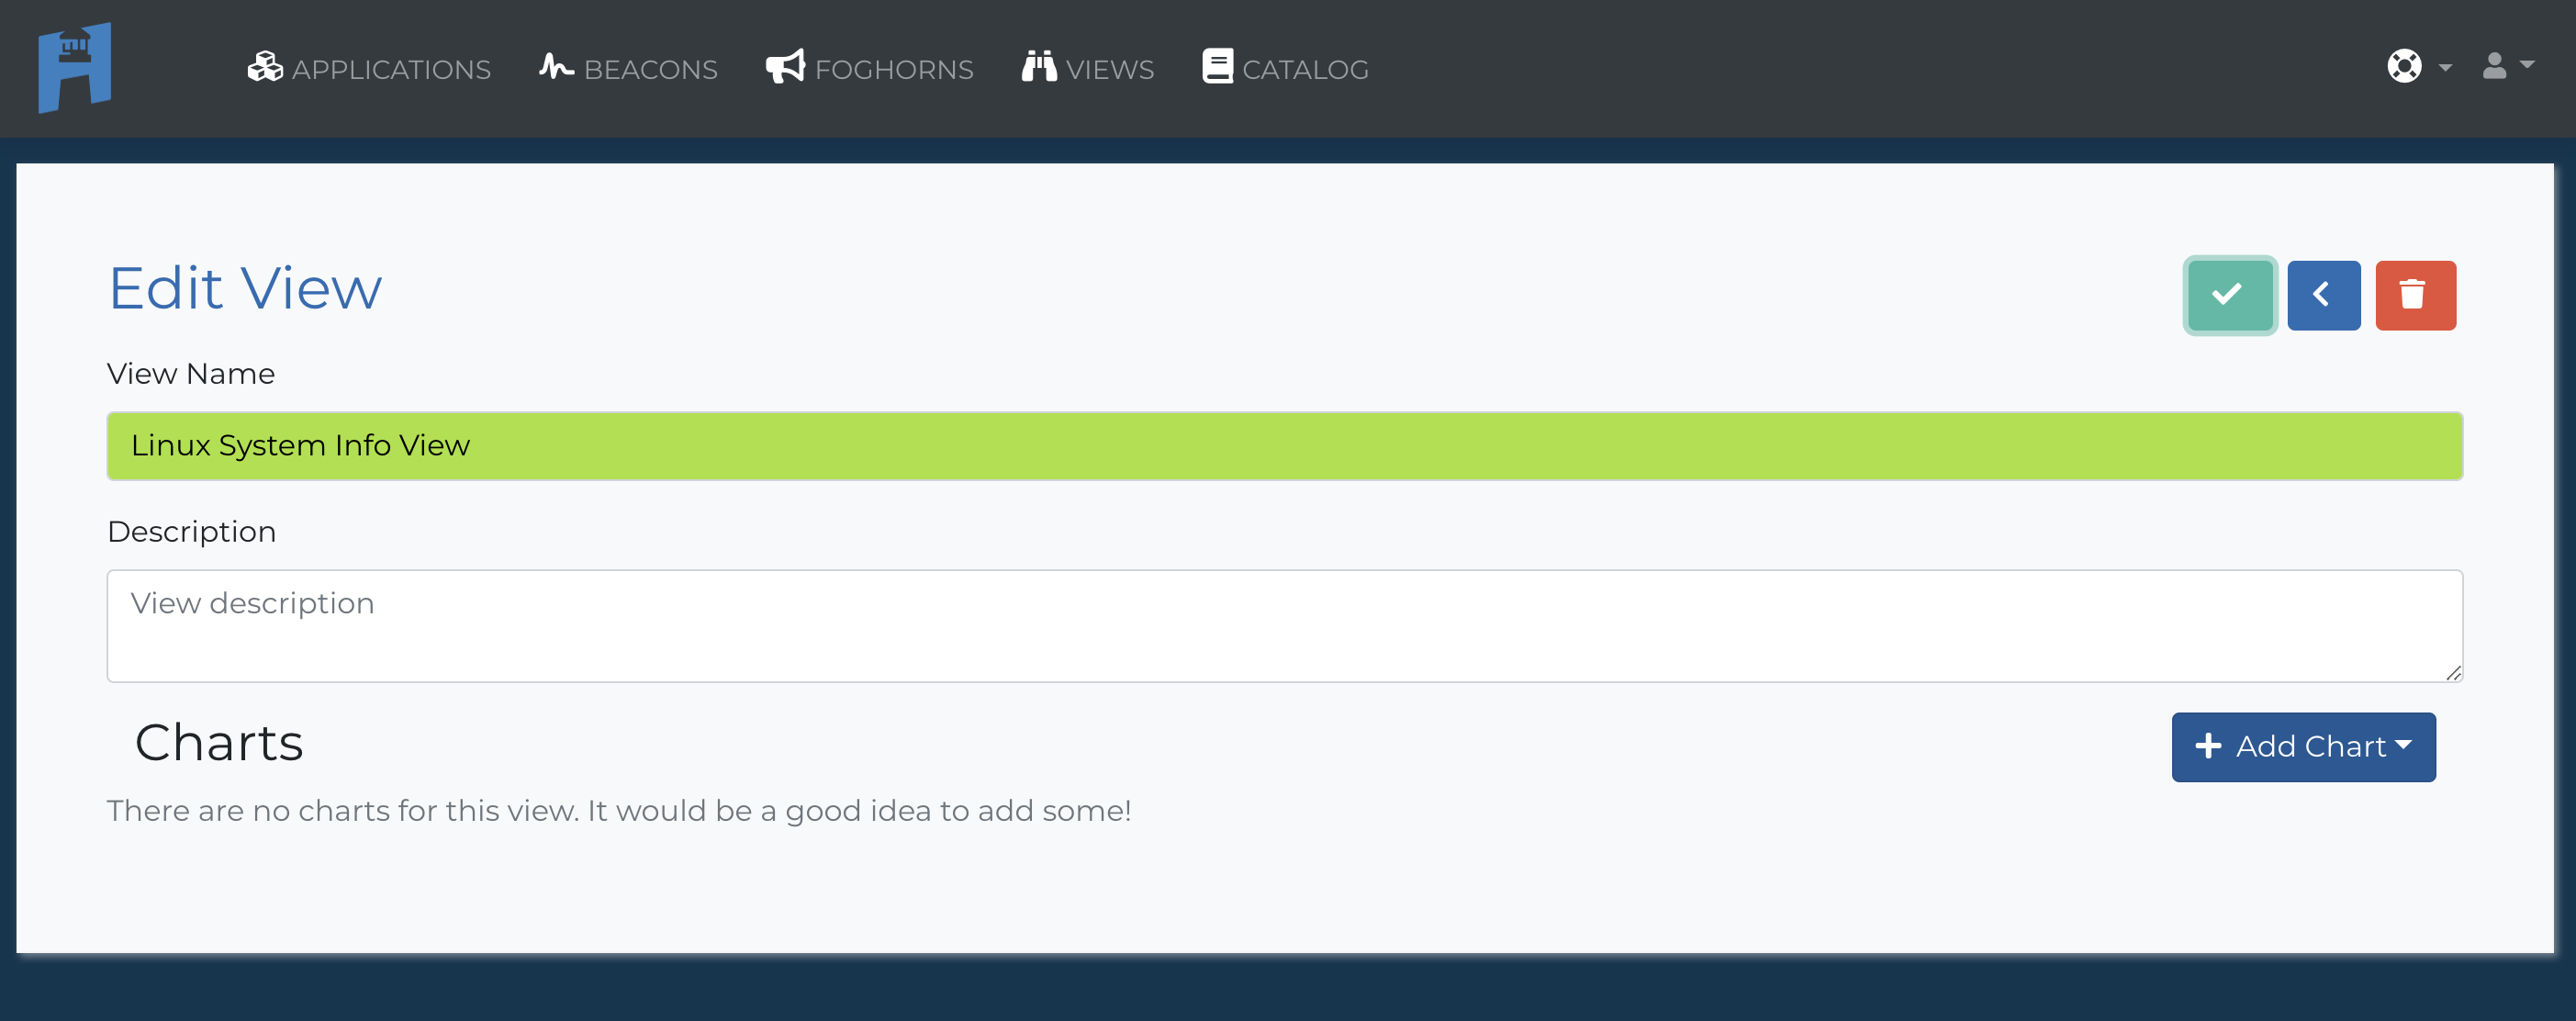 APPLICATIONS BEACONS FOGHORNS VIEWS CATALOG
Edit View
View Name
Linux System Info View
Description
View description
Charts
Add Chart
There are no charts for this view. It would be a good idea to add some!